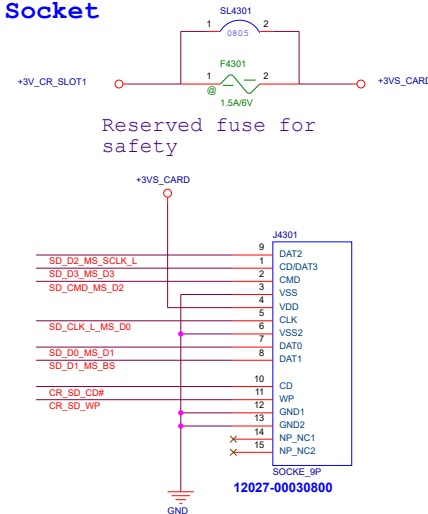 Socket
SL4301
1 2
0805
F4301
+3V_CR_SLOT1 1 2 +3VS_CARD
@
1.5A/6V
Reserved fuse for
safety
+3VS_CARD
J4301
9 DAT2
SD_D2_MS_SCLK_L 1 CD/DAT3
SD_D3_MS_D3 2 CMD
SD_CMD_MS_D2 3 VSS
4 VDD
5 CLK
SD_CLK_L_MS_D0 6 VSS2
7 DAT0
SD_D0_MS_D1 8 DAT1
SD_D1_MS_BS
10 CD
CR_SD_CD# 11 WP
CR_SD_WP 12 GND1
13 GND2
14 NP_NC1
15 NP_NC2
SOCKE_9P
12027-00030800
GND